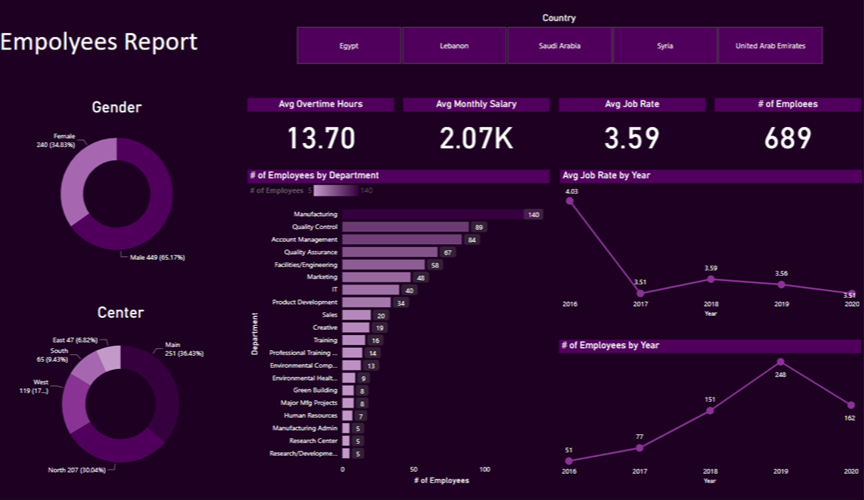 Empolyees Report
Country
Egypt
Lebanon
Saudi Arabia
Syria
United Arab Emirates
Gender
Female
240 (34.83%)
Male 449 (65.17%)
Center
East 47 (6.82%)
South
65 (9.43%)
West
119 (17...)
Main
251 (36.43%)
North 207 (30.04%)
Avg Overtime Hours
13.70
Avg Monthly Salary
2.07K
Avg Job Rate
3.59
# of Emploees
689
# of Employees by Department
# of Employees 5 140
Department
Manufacturing 140
Quality Control 89
Account Management 84
Quality Assurance 67
Facilities/Engineering 58
Marketing 48
IT 40
Product Development 34
Sales 20
Creative 19
Training 16
Professional Training ... 14
Environmental Comp... 13
Environmental Healt... 9
Green Building 8
Major Mfg Projects 8
Human Resources 7
Manufacturing Admin 5
Research Center 5
Research/Developme... 5
0 50 100
# of Employees
Avg Job Rate by Year
4.03
3.51
3.59
3.56
3.51
2016 2017 2018 2019 2020
Year
# of Employees by Year
51
77
151
248
162
2016 2017 2018 2019 2020
Year